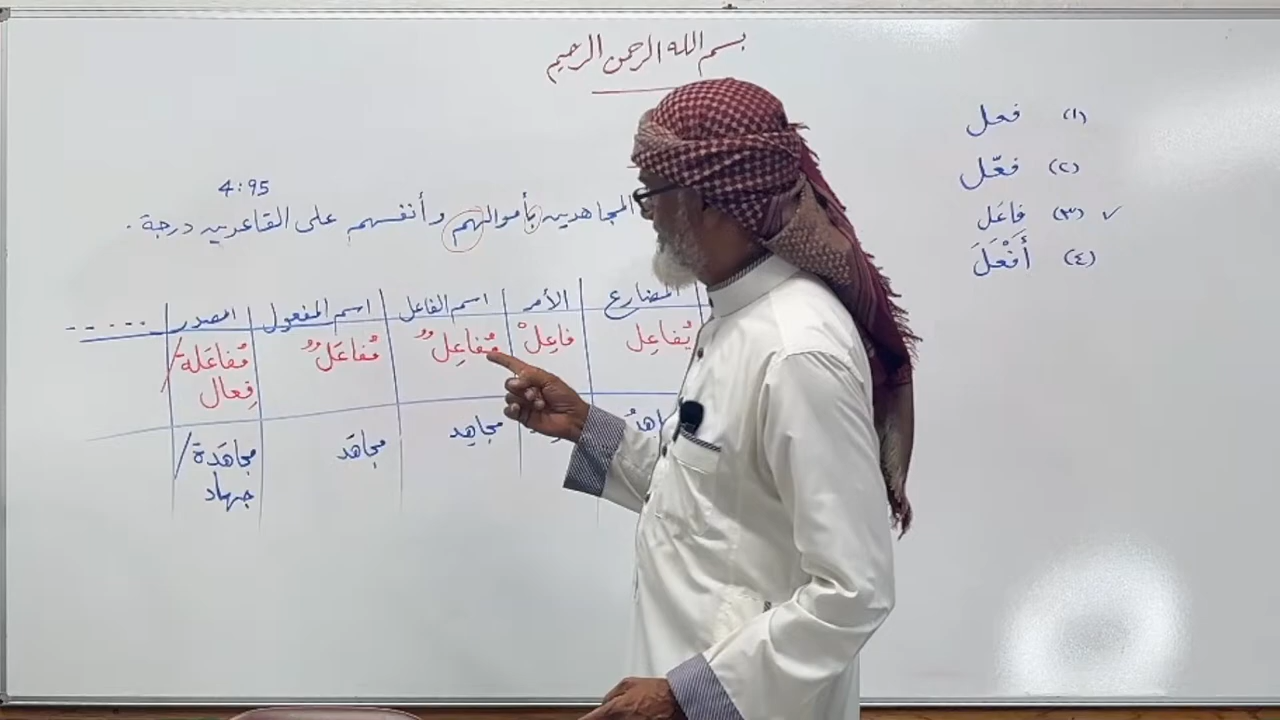 بسم الله الرحمن الرحيم
(١) فعل
(٢) فعّل
(٣) فاعَل ✓
(٤) أَفْعَلَ
4:95
المجاهدين بأموالهم وأنفسهم على القاعدين درجة .
المضارع الأمر اسم الفاعل اسم المفعول المصدر -----
يُفاعِل فاعِلْ مُفاعِلٌ مُفاعَلٌ مُفاعَلة/
فِعال
مجاهِد مجاهَد مجاهَدة/
جهاد